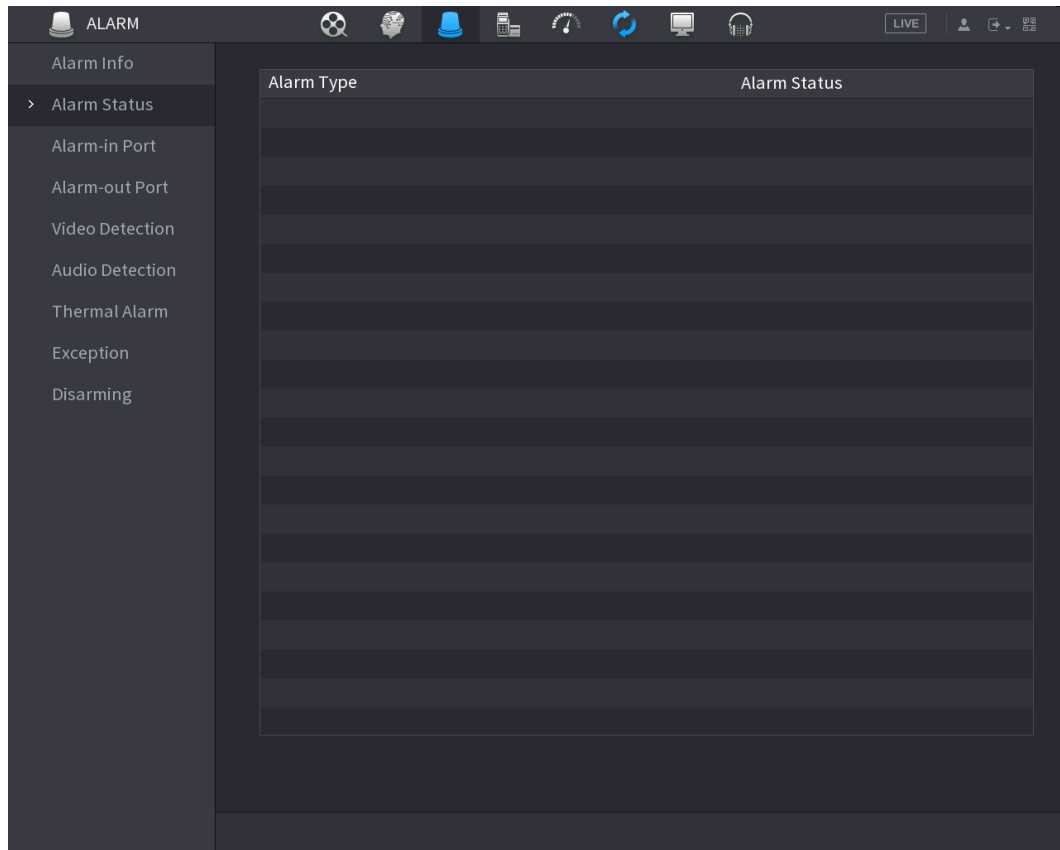 ALARM
LIVE
Alarm Info
Alarm Status
Alarm-in Port
Alarm-out Port
Video Detection
Audio Detection
Thermal Alarm
Exception
Disarming
Alarm Type Alarm Status